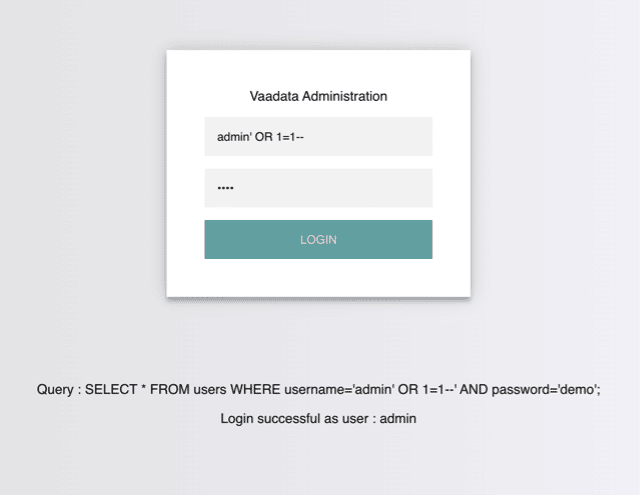 Vaadata Administration
admin' OR 1=1--
••••
LOGIN
Query : SELECT * FROM users WHERE username='admin' OR 1=1--' AND password='demo';
Login successful as user : admin